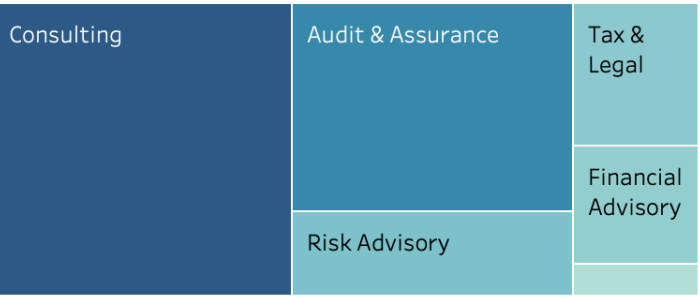 Consulting
Audit & Assurance
Risk Advisory
Tax &
Legal
Financial
Advisory